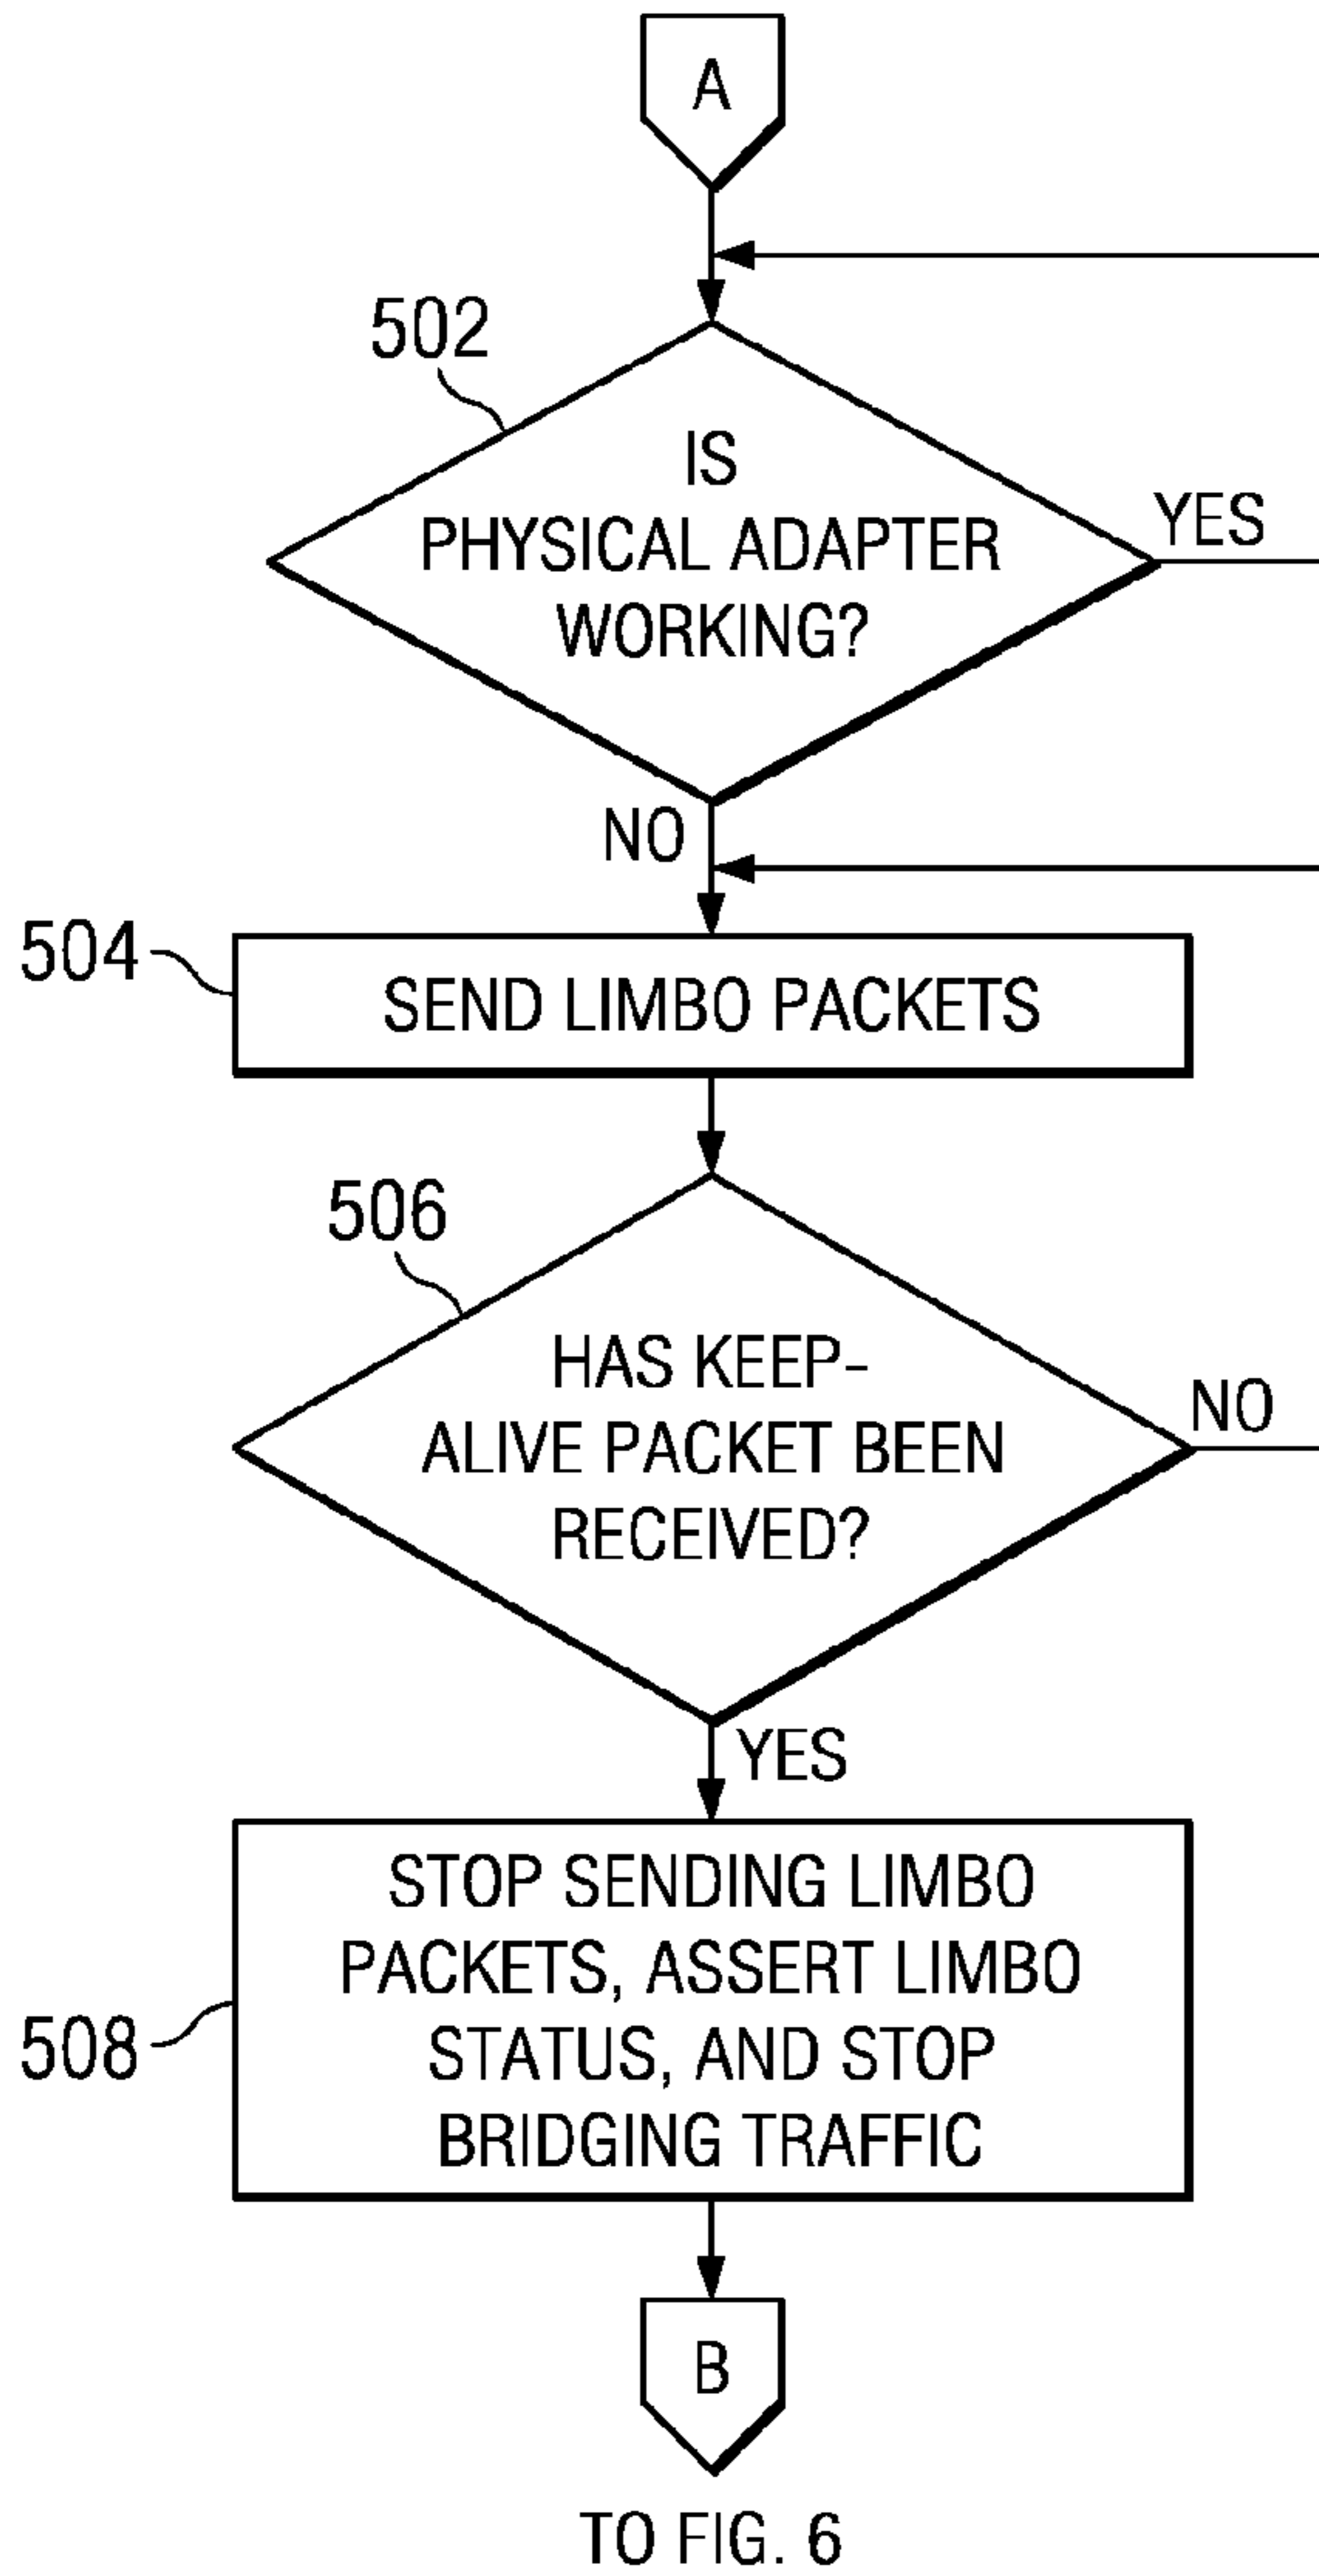 A
502
IS
PHYSICAL ADAPTER
WORKING?
YES
NO
504
SEND LIMBO PACKETS
506
HAS KEEP-
ALIVE PACKET BEEN
RECEIVED?
NO
YES
508
STOP SENDING LIMBO
PACKETS, ASSERT LIMBO
STATUS, AND STOP
BRIDGING TRAFFIC
B
TO FIG. 6